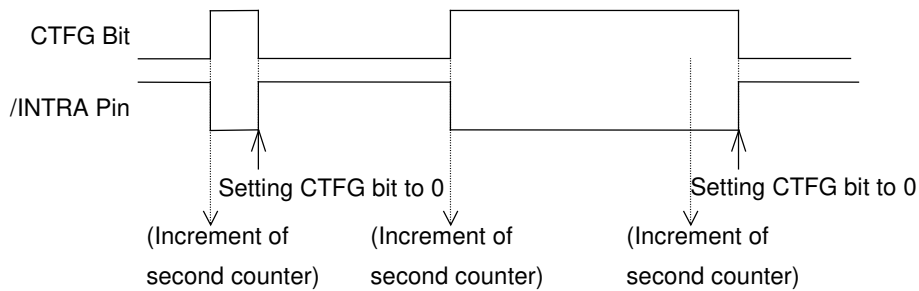 CTFG Bit
/INTRA Pin
Setting CTFG bit to 0
Setting CTFG bit to 0
(Increment of
second counter)
(Increment of
second counter)
(Increment of
second counter)